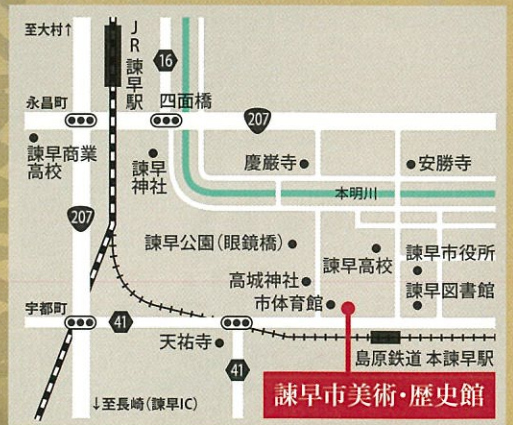 至大村↑
JR諫早駅
16
永昌町
四面橋
207
諫早商業
高校
諫早
神社
慶巌寺
安勝寺
本明川
207
諫早公園(眼鏡橋)
諫早高校
諫早市役所
高城神社
諫早図書館
市体育館
宇都町
41
天祐寺
41
島原鉄道 本諫早駅
↓至長崎(諫早IC)
諫早市美術・歴史館